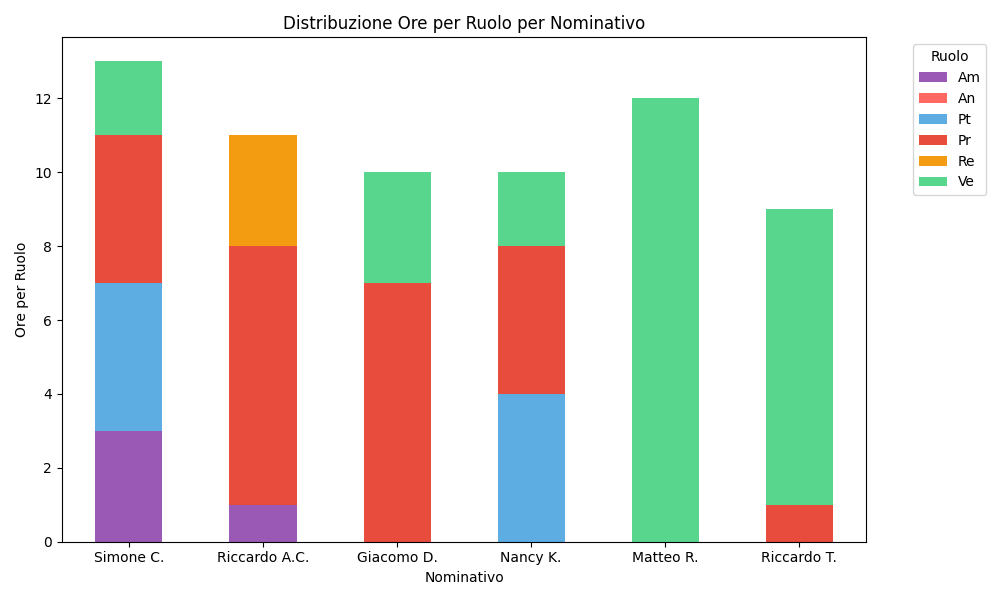 Distribuzione Ore per Ruolo per Nominativo
Ruolo
Am
An
Pt
Pr
Re
Ve
Ore per Ruolo
12
10
8
6
4
2
0
Simone C.
Riccardo A.C.
Giacomo D.
Nancy K.
Matteo R.
Riccardo T.
Nominativo